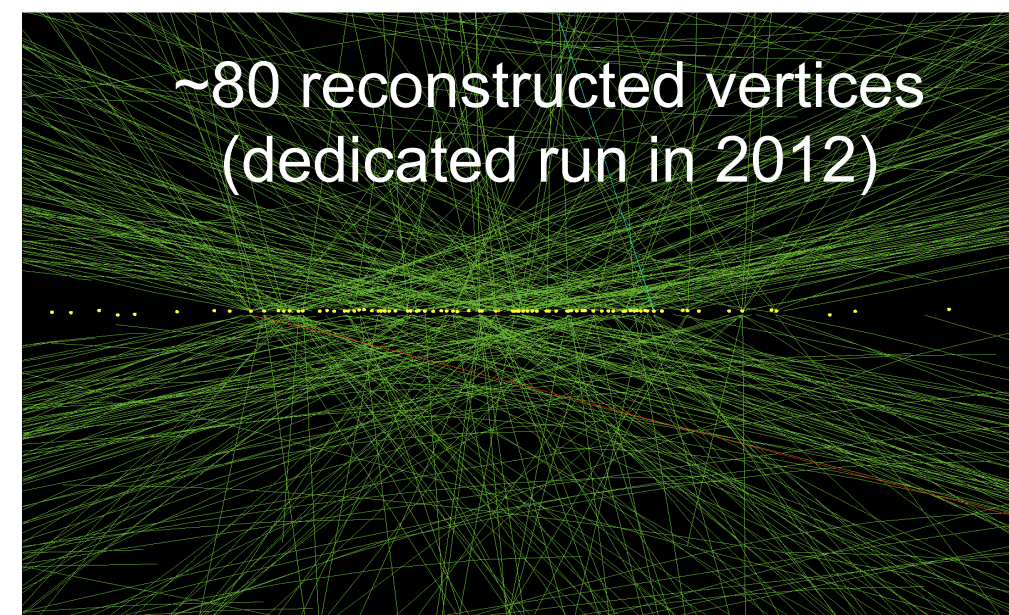 ~80 reconstructed vertices
(dedicated run in 2012)